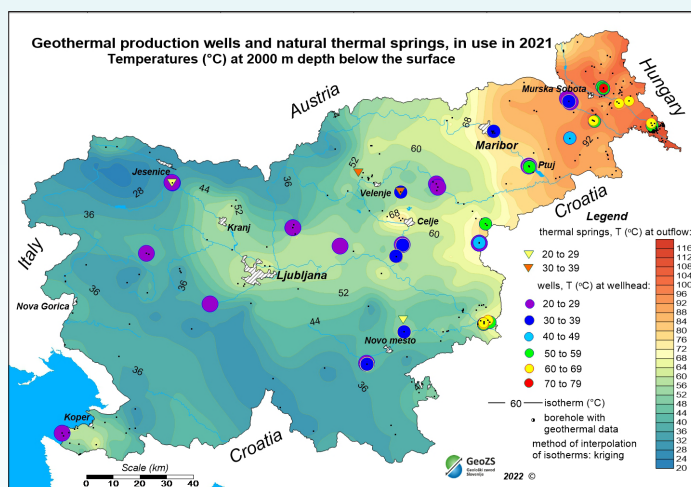 Geothermal production wells and natural thermal springs, in use in 2021
Temperatures (°C) at 2000 m depth below the surface
Austria
Hungary
Murska Sobota
68
Maribor
92
Ptuj
Croatia
60
52
Velenje
36
Jesenice
28
44
36
52
Kranj
68
Celje
60
Italy
Ljubljana
36
36
52
Nova Gorica
44
Novo mesto
36
Koper
Croatia
Scale (km)
10 0 10 20 30 40
Legend
thermal springs, T (°C) at outflow:
20 to 29
30 to 39
wells, T (°C) at wellhead:
20 to 29
30 to 39
40 to 49
50 to 59
60 to 69
70 to 79
60 isotherm (°C)
borehole with
geothermal data
method of interpolation
of isotherms: kriging
116
112
108
104
100
96
92
88
84
80
76
72
68
64
60
56
52
48
44
40
36
32
28
24
20
GeoZS
Geološki zavod
Slovenije
2022 ©